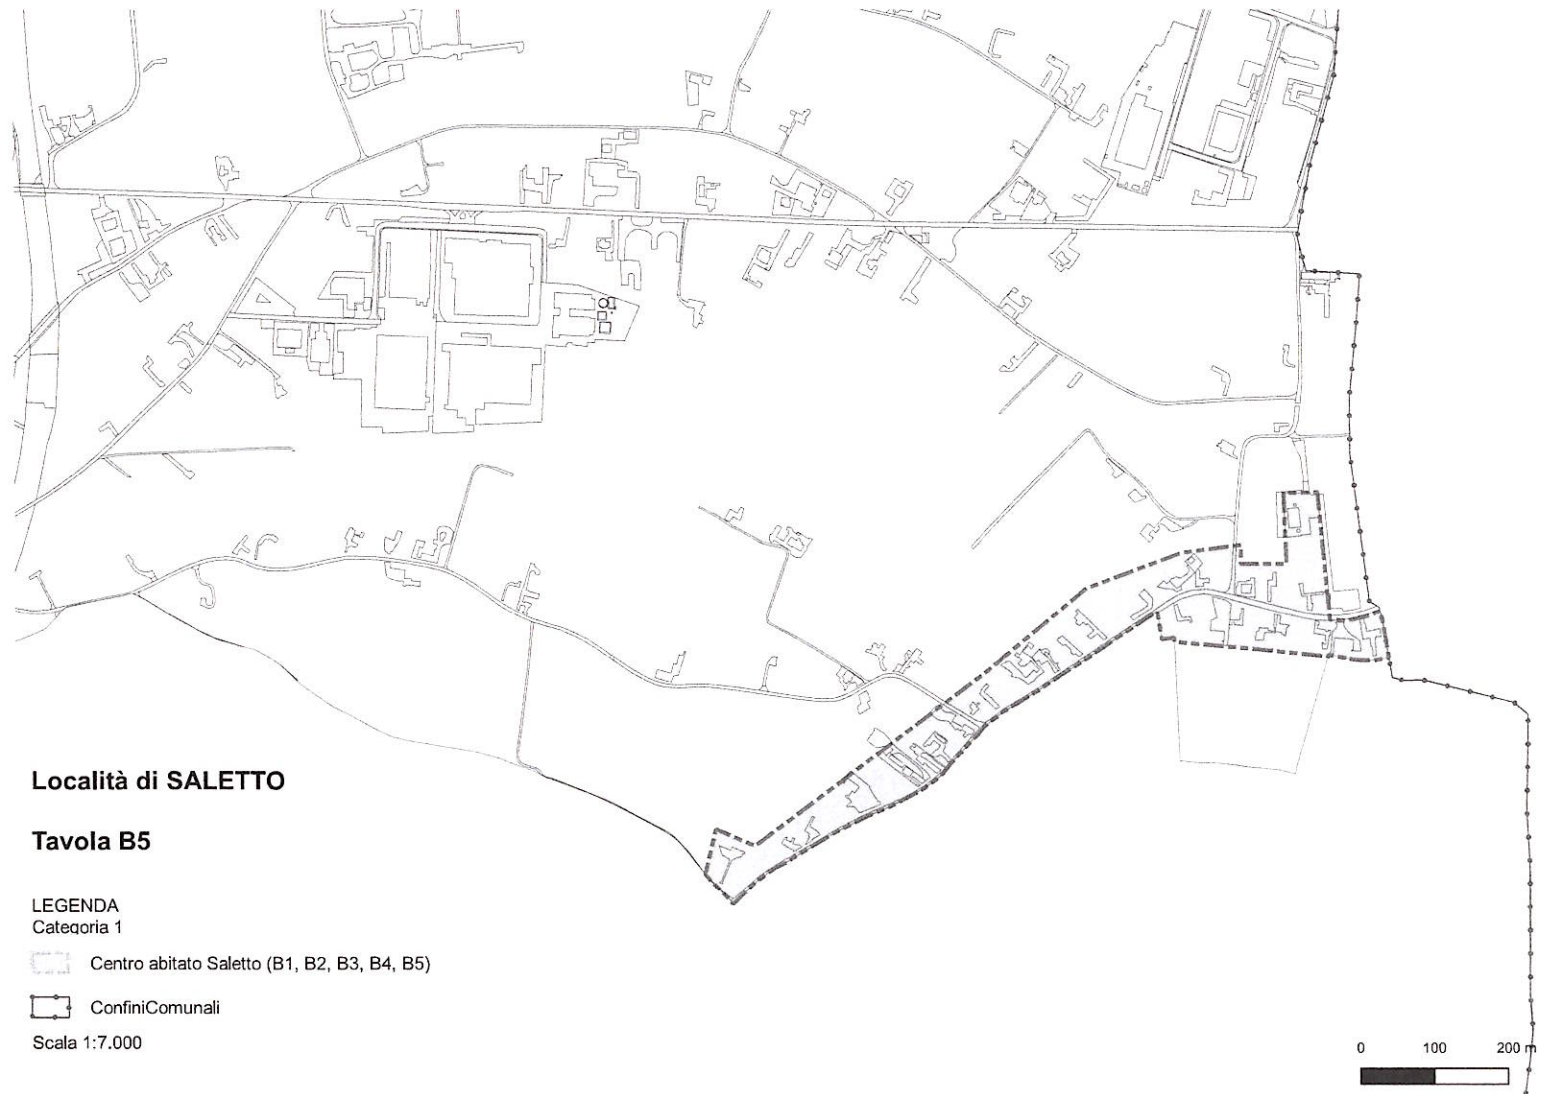 Località di SALETTO
Tavola B5
LEGENDA
Categoria 1
Centro abitato Saletto (B1, B2, B3, B4, B5)
ConfiniComunali
Scala 1:7.000
0 100 200 m